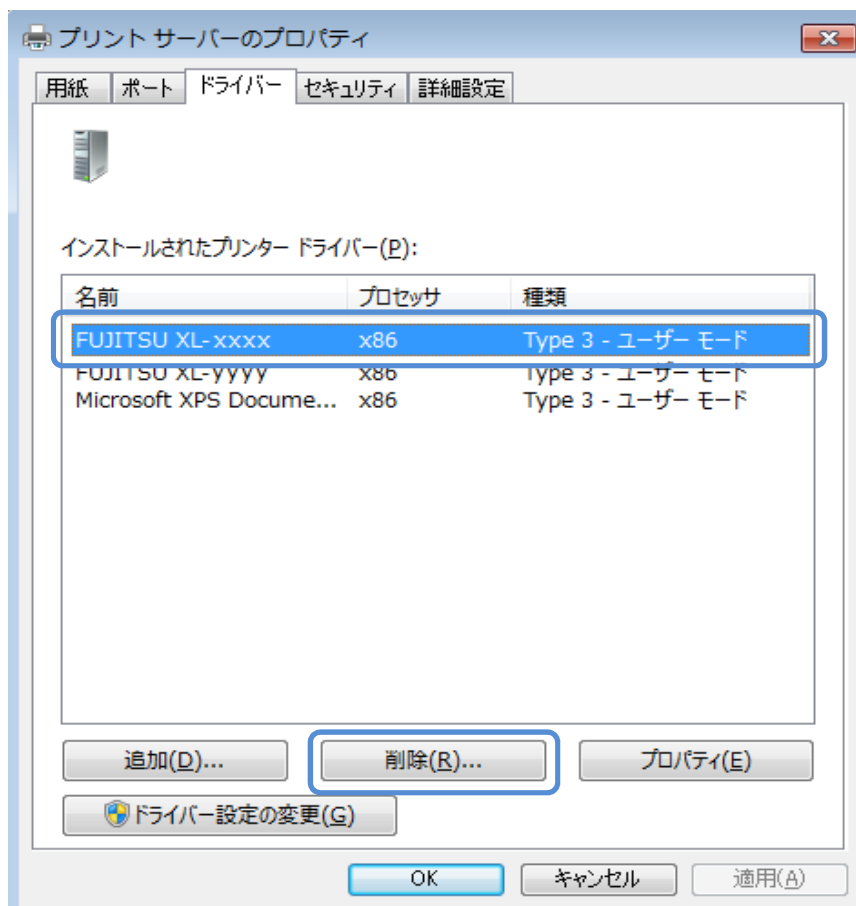 プリント サーバーのプロパティ
用紙 ポート ドライバー セキュリティ 詳細設定
インストールされたプリンター ドライバー(P):
名前 プロセッサ 種類
FUJITSU XL-xxxx x86 Type 3 - ユーザー モード
FUJITSU XL-yyyy x86 Type 3 - ユーザー モード
Microsoft XPS Docume... x86 Type 3 - ユーザー モード
追加(D)... 削除(R)... プロパティ(E)
ドライバー設定の変更(G)
OK キャンセル 適用(A)